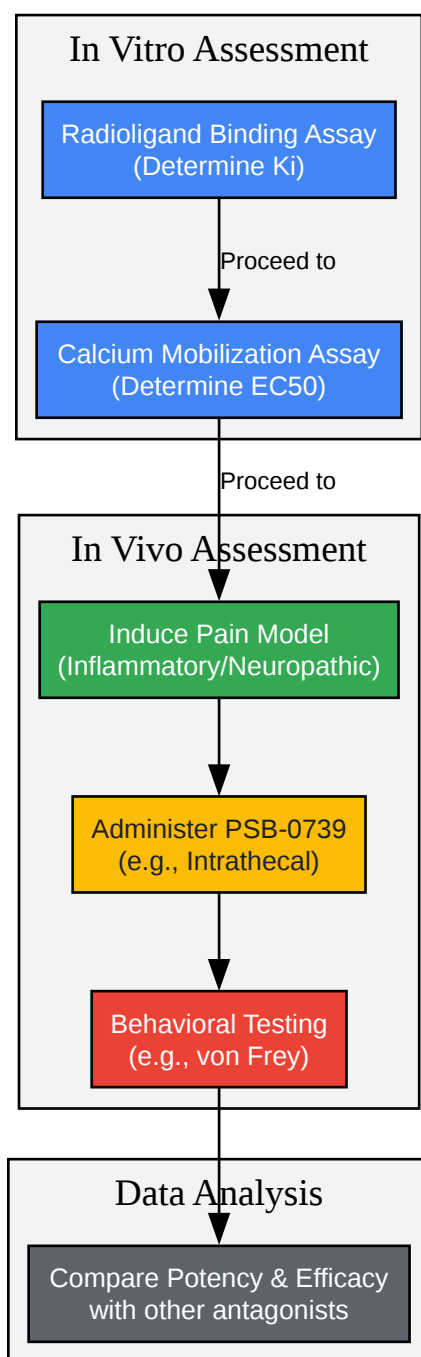 In Vitro Assessment
Radioligand Binding Assay
(Determine Ki)
Proceed to
Calcium Mobilization Assay
(Determine EC50)
Proceed to
In Vivo Assessment
Induce Pain Model
(Inflammatory/Neuropathic)
Administer PSB-0739
(e.g., Intrathecal)
Behavioral Testing
(e.g., von Frey)
Data Analysis
Compare Potency & Efficacy
with other antagonists